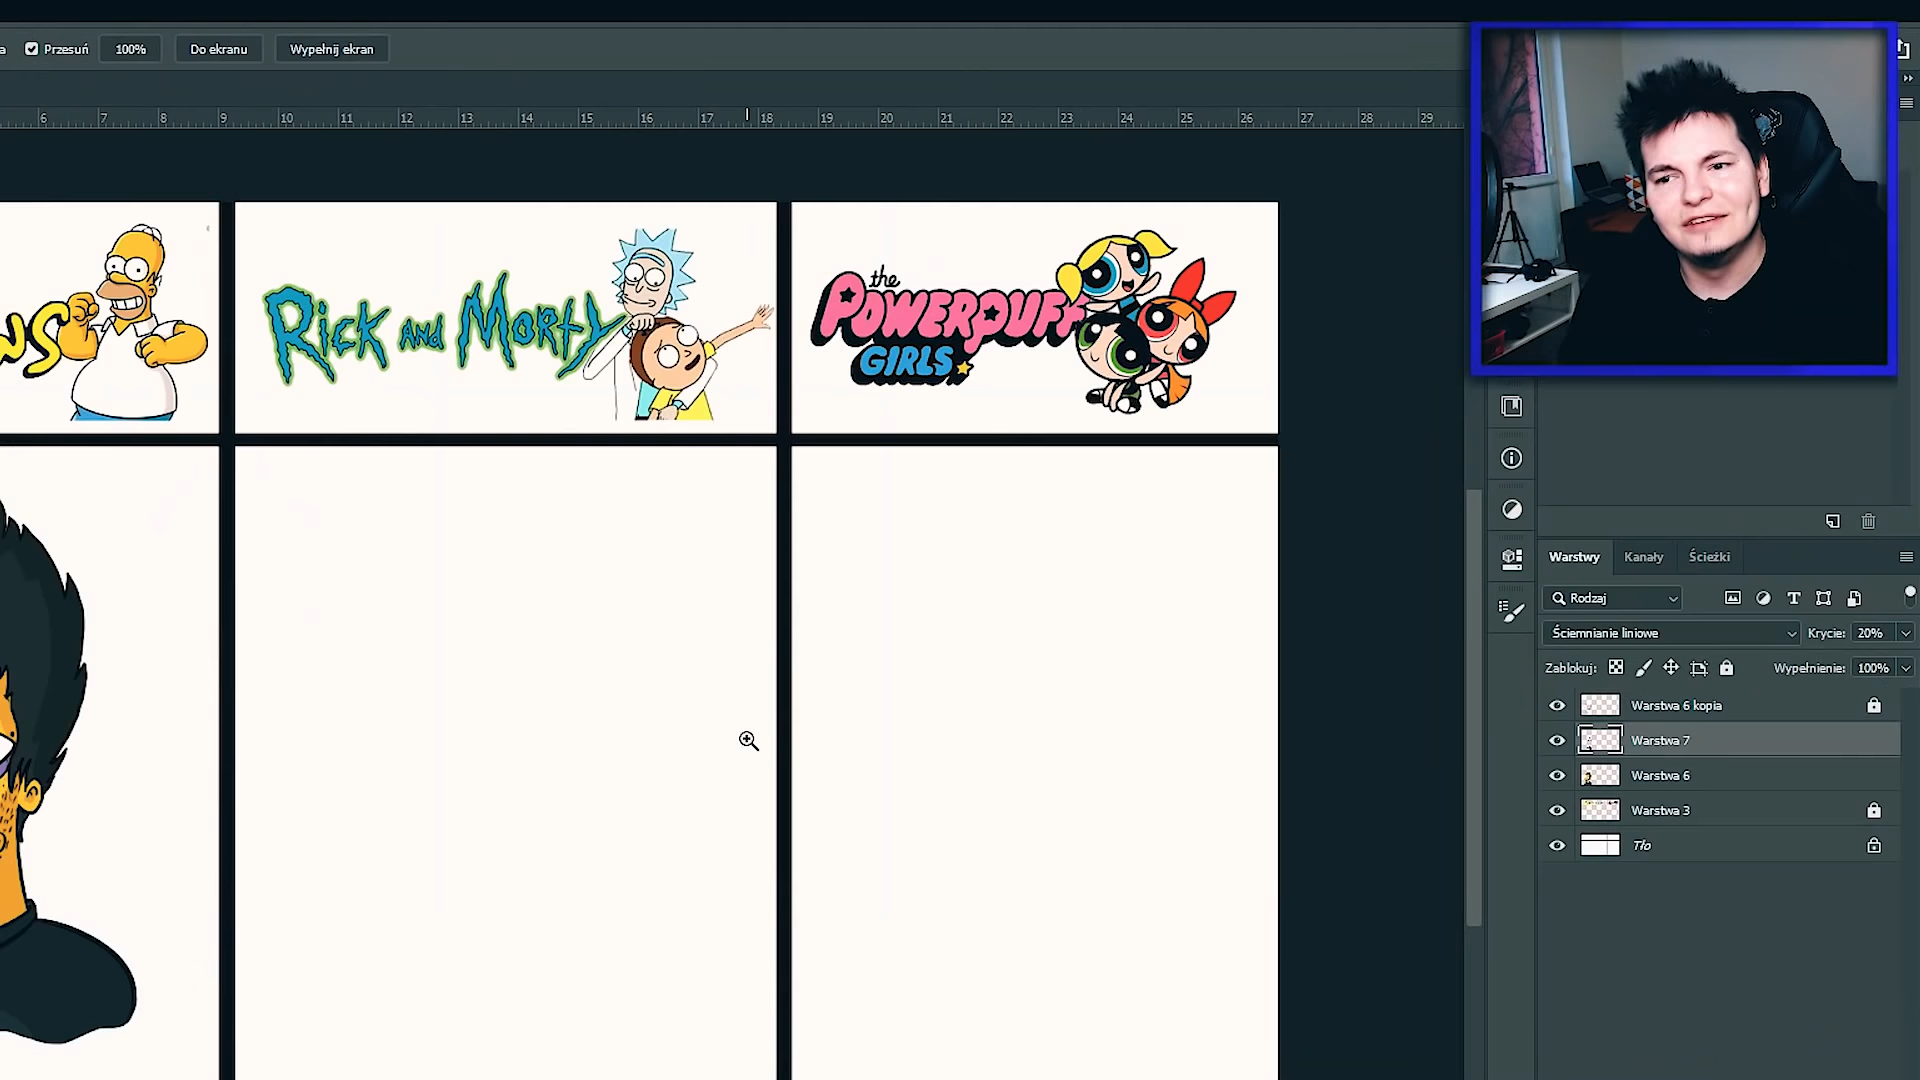 a Przesuń 100% Do ekranu Wypełnij ekran
6 7 8 9 10 11 12 13 14 15 16 17 18 19 20 21 22 23 24 25 26 27 28 29
NS
RICK AND MORTY
the
POWERPUFF
GIRLS
Warstwy Kanały Ścieżki
Rodzaj
Ściemnianie liniowe Krycie: 20%
Zablokuj: Wypełnienie: 100%
Warstwa 6 kopia
Warstwa 7
Warstwa 6
Warstwa 3
Tło